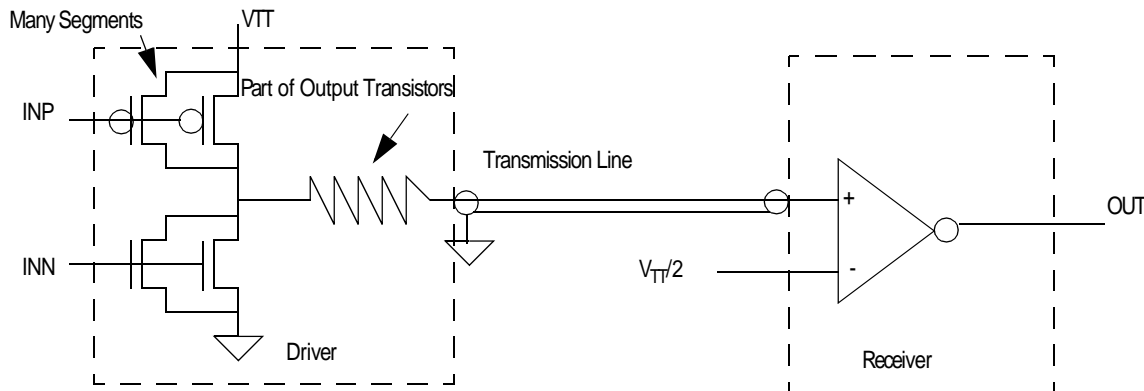 Many Segments
VTT
Part of Output Transistors
INP
Transmission Line
+
OUT
INN
VTT/2
-
Driver
Receiver